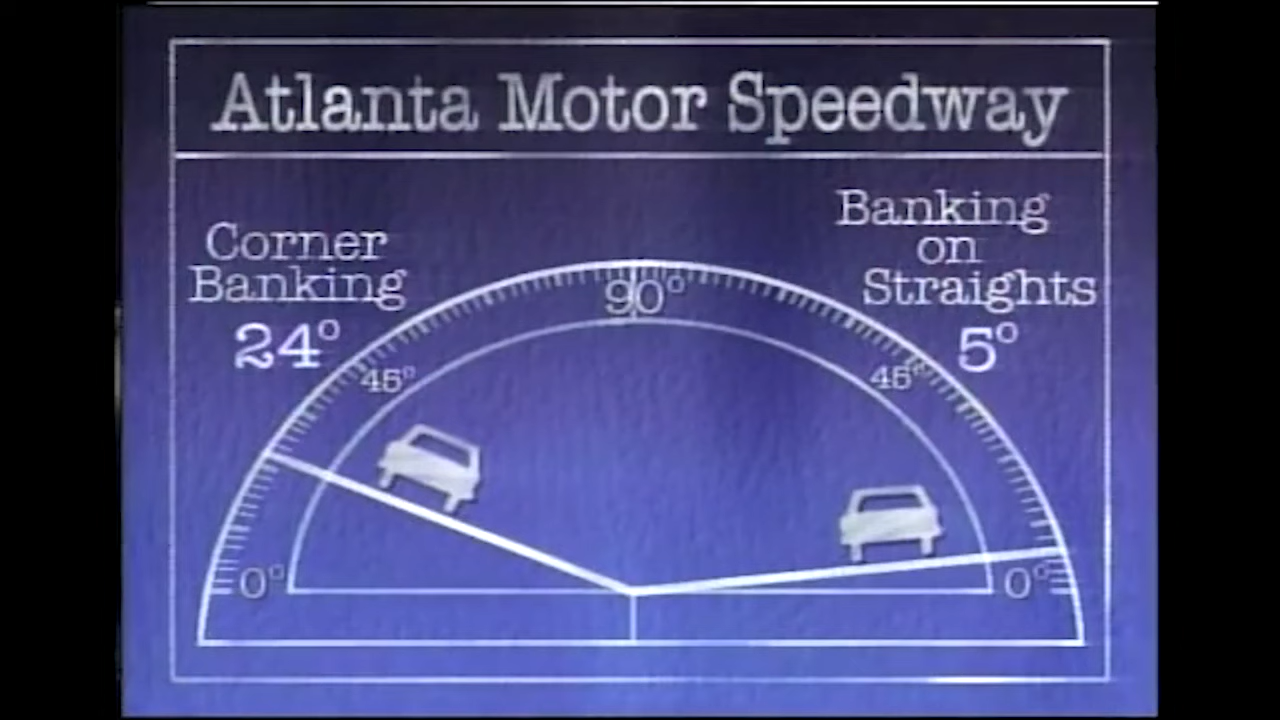 Atlanta Motor Speedway
Corner
Banking
24°
Banking
on
Straights
5°
90°
45°
45°
0°
0°